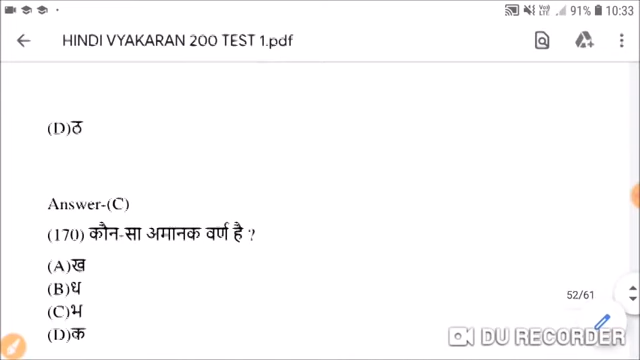 91% 10:33
HINDI VYAKARAN 200 TEST 1.pdf
(D)ठ
Answer-(C)
(170) कौन-सा अमानक वर्ण है ?
(A)ख
(B)ध
(C)भ
(D)क
52/61
DU RECORDER